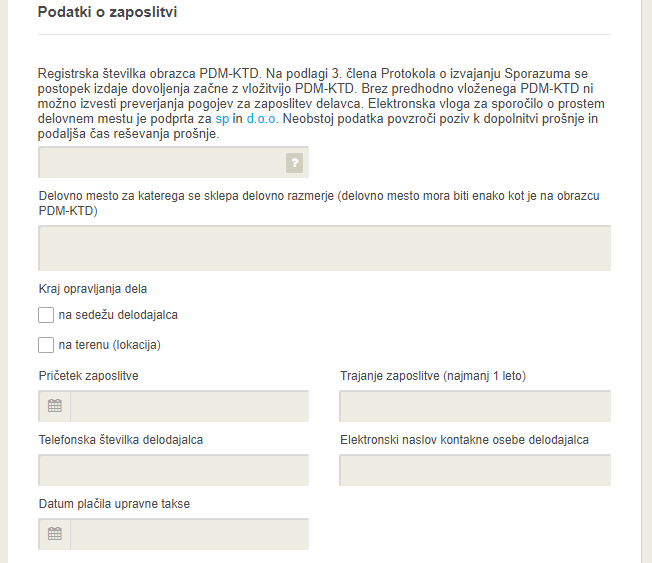 Podatki o zaposlitvi
Registrska številka obrazca PDM-KTD. Na podlagi 3. člena Protokola o izvajanju Sporazuma se
postopek izdaje dovoljenja začne z vložitvijo PDM-KTD. Brez predhodno vloženega PDM-KTD ni
možno izvesti preverjanja pogojev za zaposlitev delavca. Elektronska vloga za sporočilo o prostem
delovnem mestu je podprta za sp in d.o.o. Neobstoj podatka povzroči poziv k dopolnitvi prošnje in
podaljša čas reševanja prošnje.
?
Delovno mesto za katerega se sklepa delovno razmerje (delovno mesto mora biti enako kot je na obrazcu
PDM-KTD)
Kraj opravljanja dela
na sedežu delodajalca
na terenu (lokacija)
Pričetek zaposlitve
Trajanje zaposlitve (najmanj 1 leto)
Telefonska številka delodajalca
Elektronski naslov kontakne osebe delodajalca
Datum plačila upravne takse